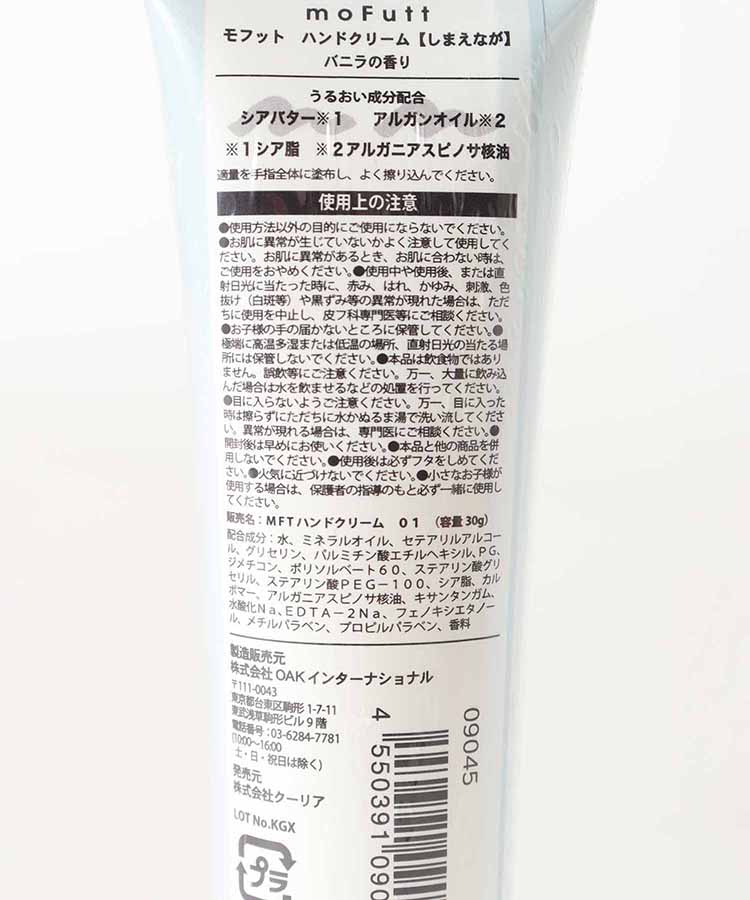 moFutt
モフット　ハンドクリーム【しまえなが】
バニラの香り
うるおい成分配合
シアバター※１　アルガンオイル※２
※１シア脂　※２アルガニアスピノサ核油
適量を手指全体に塗布し、よく擦り込んでください。
使用上の注意
●使用方法以外の目的にご使用にならないでください。
●お肌に異常が生じていないかよく注意して使用してく
ださい。お肌に異常があるとき、お肌に合わない時は、
ご使用をおやめください。●使用中や使用後、または直
射日光に当たった時に、赤み、はれ、かゆみ、刺激、色
抜け（白斑等）や黒ずみ等の異常が現れた場合は、ただ
ちに使用を中止し、皮フ科専門医等にご相談ください。
●お子様の手の届かないところに保管してください。●
極端に高温多湿または低温の場所、直射日光の当たる場
所には保管しないでください。●本品は飲食物ではあり
ません。誤飲等にご注意ください。万一、大量に飲み込
んだ場合は水を飲ませるなどの処置を行ってください。
●目に入らないようご注意ください。万一、目に入った
時は擦らずにただちに水かぬるま湯で洗い流してくださ
い。異常が現れる場合は、専門医にご相談ください。●
開封後は早めにお使いください。●本品と他の商品を併
用しないでください。●使用後は必ずフタをしめてくだ
さい。●火気に近づけないでください。●小さなお子様が
使用する場合は、保護者の指導のもと必ず一緒に使用し
てください。
販売名：ＭＦＴハンドクリーム　０１　（容量30g）
配合成分：水、ミネラルオイル、セテアリルアルコー
ル、グリセリン、パルミチン酸エチルヘキシル、ＰＧ、
ジメチコン、ポリソルベート６０、ステアリン酸グリ
セリル、ステアリン酸ＰＥＧ－１００、シア脂、カル
ボマー、アルガニアスピノサ核油、キサンタンガム、
水酸化Ｎａ、ＥＤＴＡ－２Ｎａ、フェノキシエタノー
ル、メチルパラベン、プロピルパラベン、香料
製造販売元
株式会社 OAK インターナショナル
〒111-0043
東京都台東区駒形 1-7-11
東武浅草駒形ビル 9 階
電話番号：03-6284-7781
(10:00～16:00
土・日・祝日は除く)
発売元
株式会社クーリア
LOT No.KGX
プラ
4 550391 090
09045